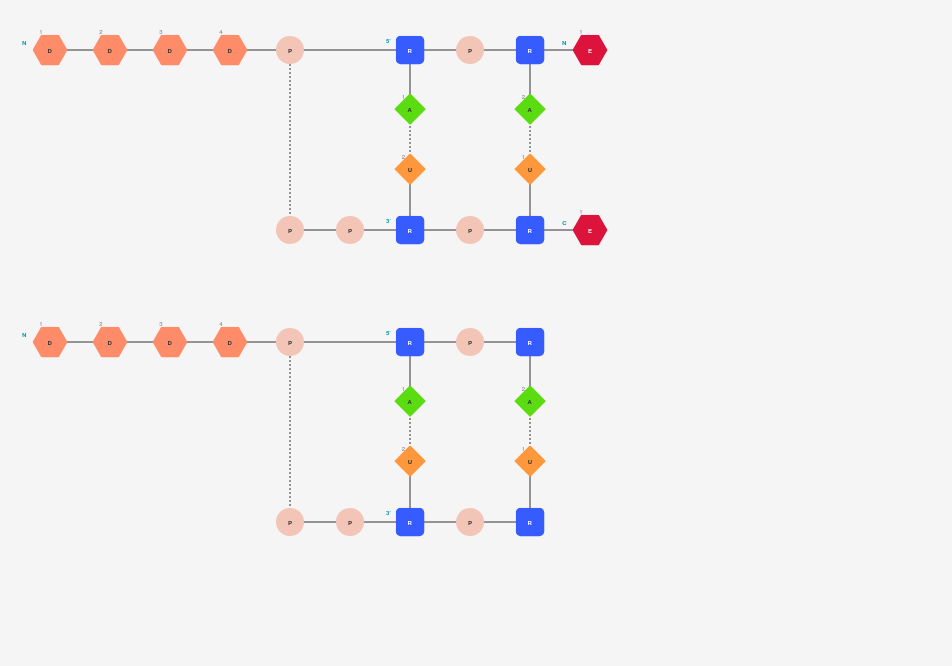 1 2 3 4 5' N 1
N D D D D P R P R E
1 A 2 A
2 U 1 U
3' C 1
P P R P R E
1 2 3 4 5'
N D D D D P R P R
1 A 2 A
2 U 1 U
3'
P P R P R